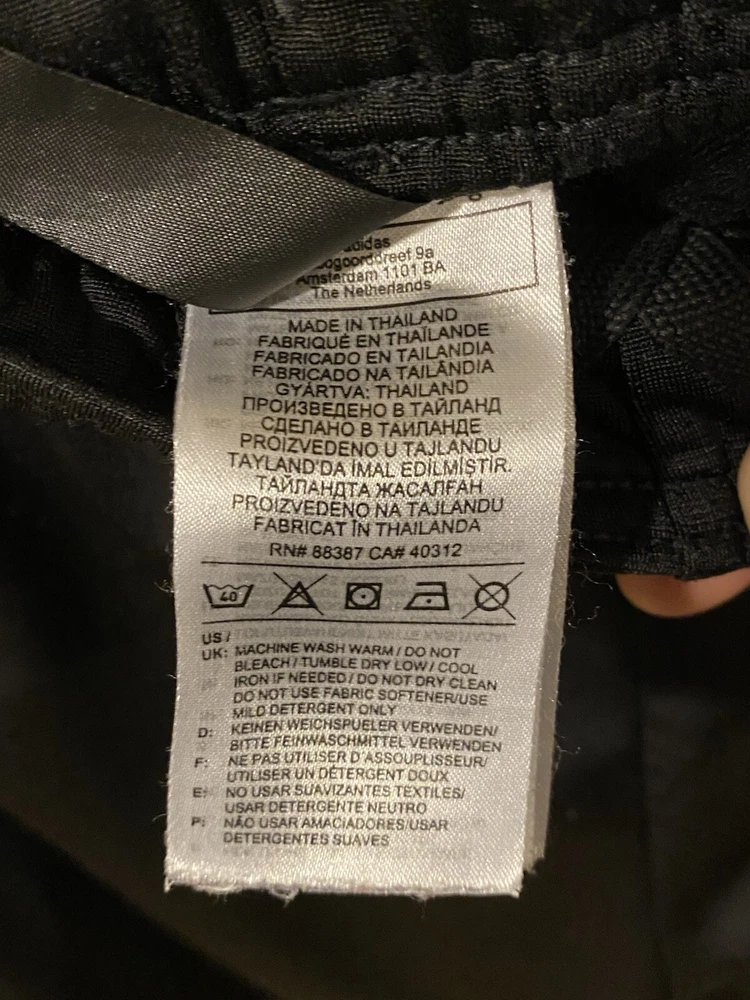 adidas
Amsterdam 1101 BA
The Netherlands
MADE IN THAILAND
FABRIQUÉ EN THAÏLANDE
FABRICADO EN TAILANDIA
FABRICADO NA TAILÂNDIA
GYÁRTVA: THAILAND
ПРОИЗВЕДЕНО В ТАЙЛАНД
СДЕЛАНО В ТАИЛАНДЕ
PROIZVEDENO U TAJLANDU
TAYLAND'DA İMAL EDİLMİŞTİR.
ТАЙЛАНДТА ЖАСАЛҒАН
PROIZVEDENO NA TAJLANDU
FABRICAT ÎN THAILANDA
RN# 88387 CA# 40312
40
US /
UK: MACHINE WASH WARM / DO NOT
BLEACH / TUMBLE DRY LOW / COOL
IRON IF NEEDED / DO NOT DRY CLEAN
DO NOT USE FABRIC SOFTENER/USE
MILD DETERGENT ONLY
D: KEINEN WEICHSPUELER VERWENDEN/
BITTE FEINWASCHMITTEL VERWENDEN
F: NE PAS UTILISER D'ASSOUPLISSEUR/
UTILISER UN DÉTERGENT DOUX
E: NO USAR SUAVIZANTES TEXTILES/
USAR DETERGENTE NEUTRO
P: NÃO USAR AMACIADORES/USAR
DETERGENTES SUAVES